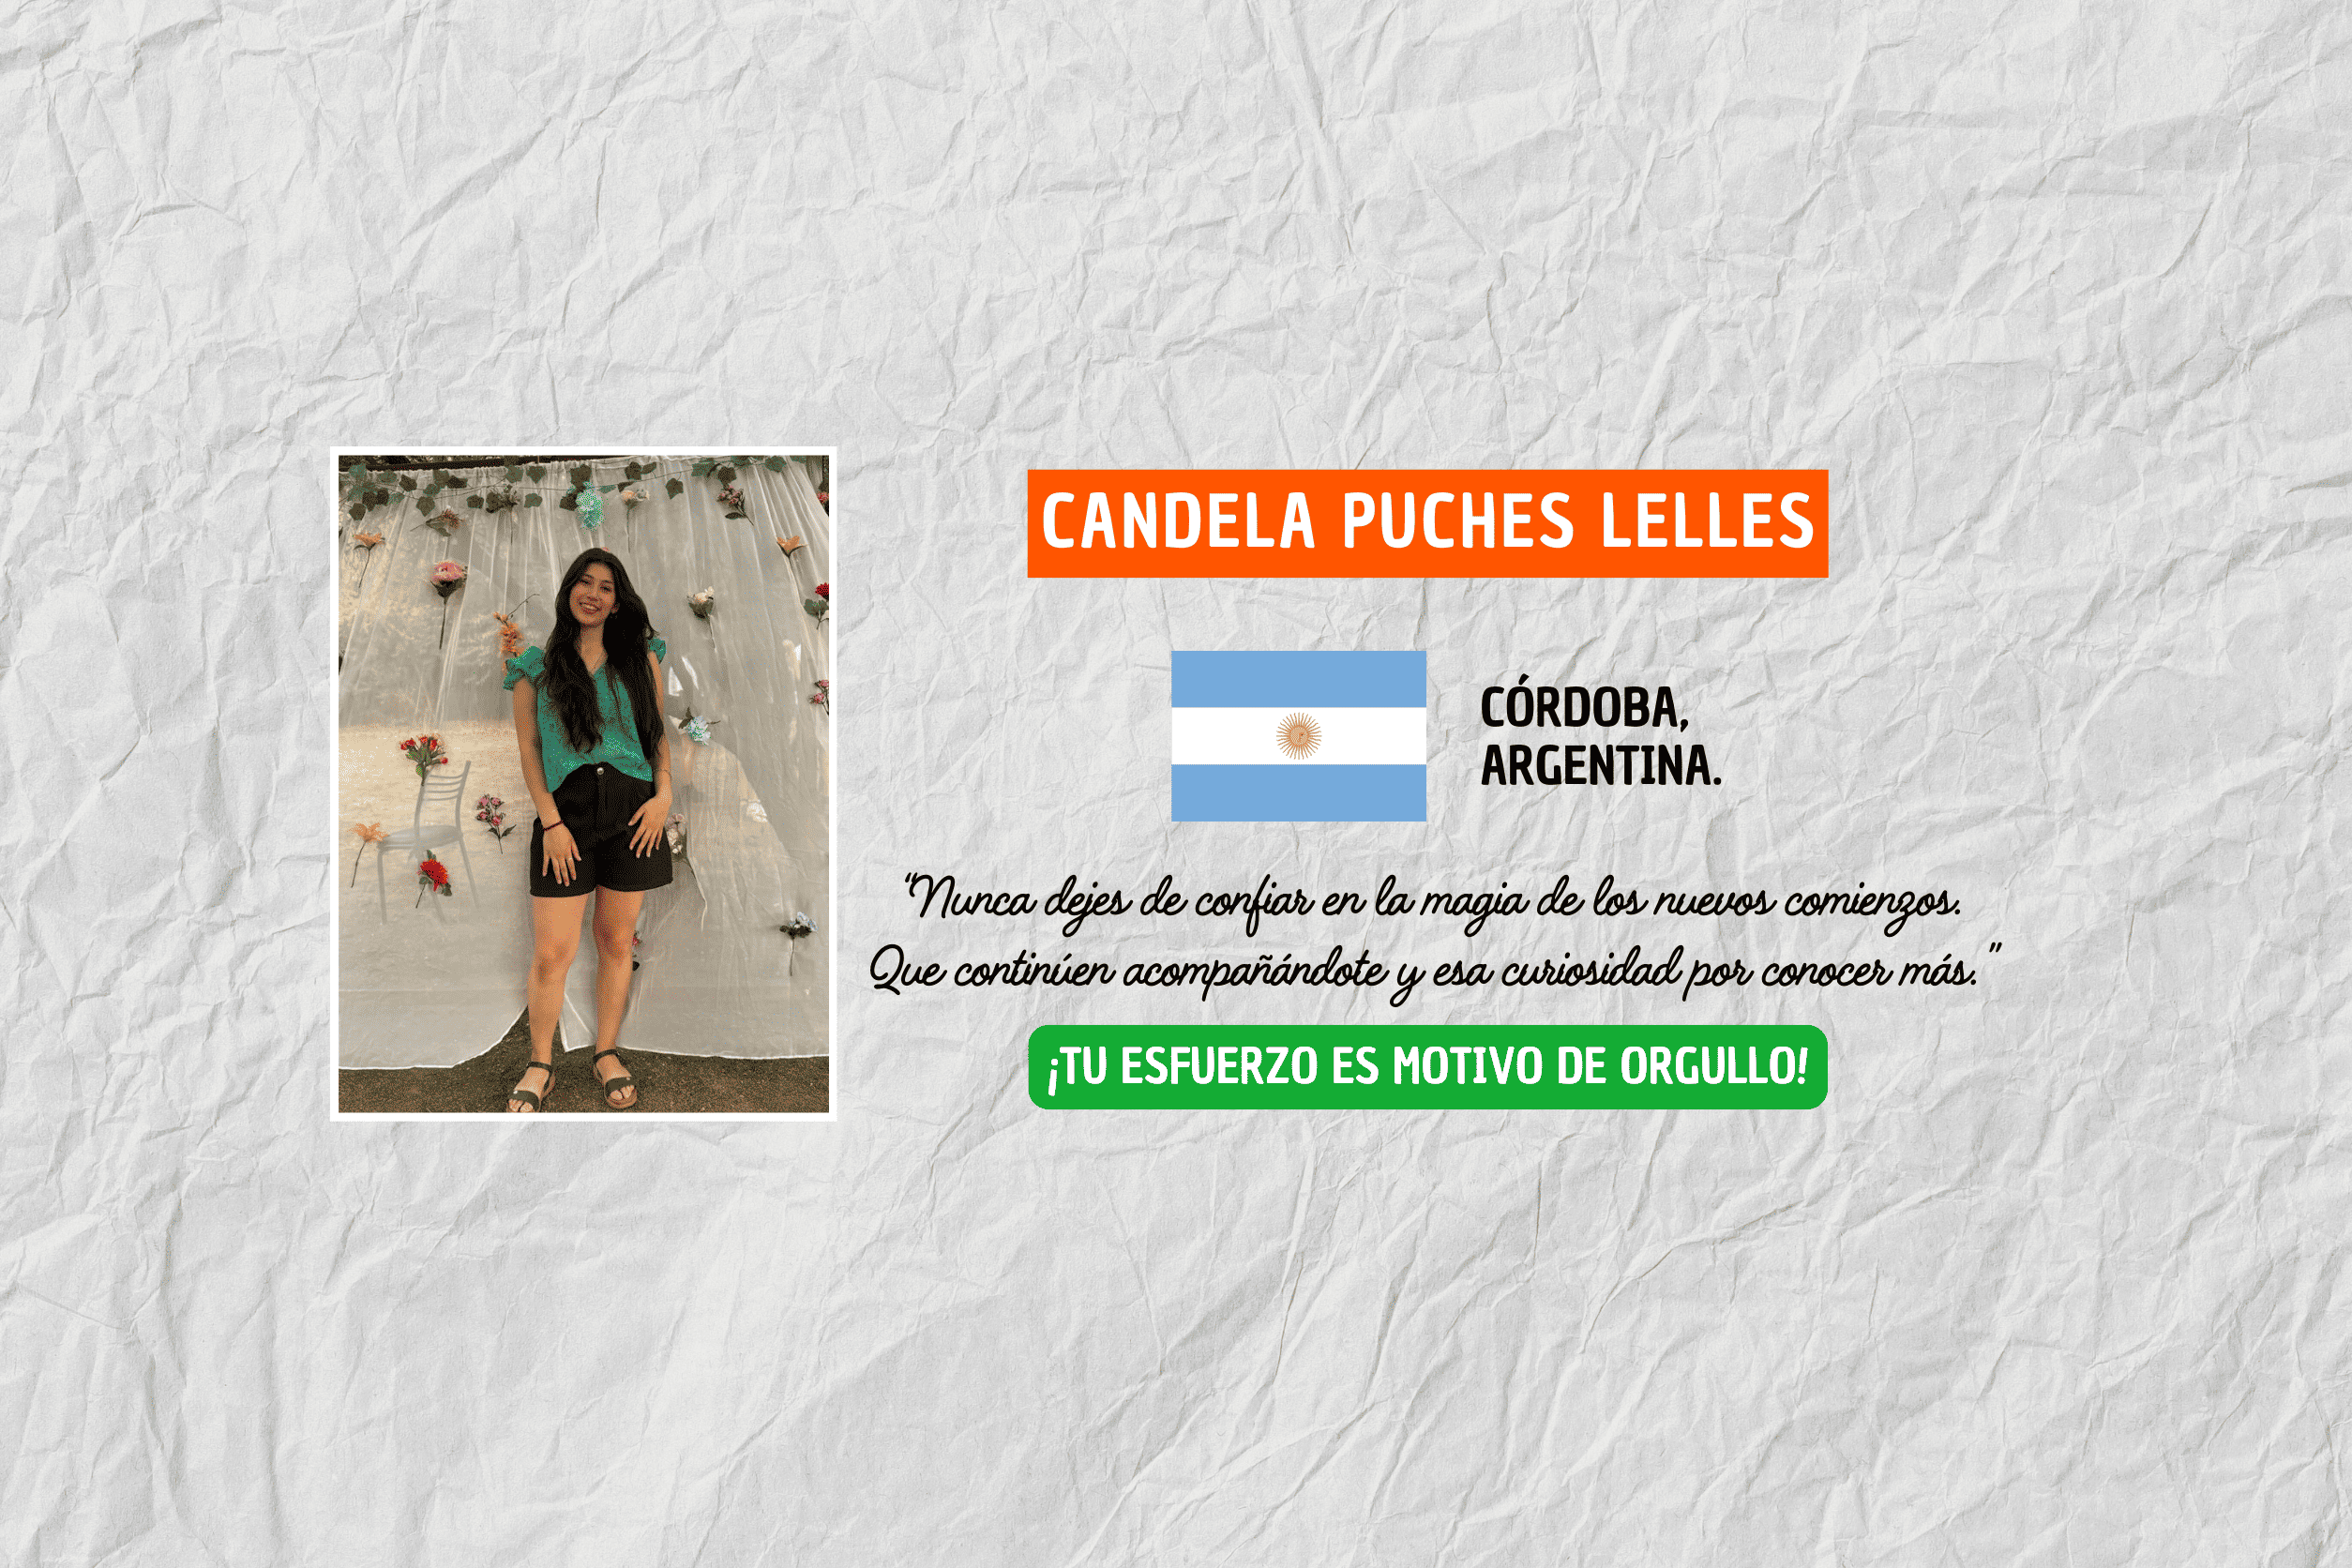 CANDELA PUCHES LELLES
CÓRDOBA,
ARGENTINA.
"Nunca dejes de confiar en la magia de los nuevos comienzos.
Que continúen acompañándote y esa curiosidad por conocer más."
¡TU ESFUERZO ES MOTIVO DE ORGULLO!